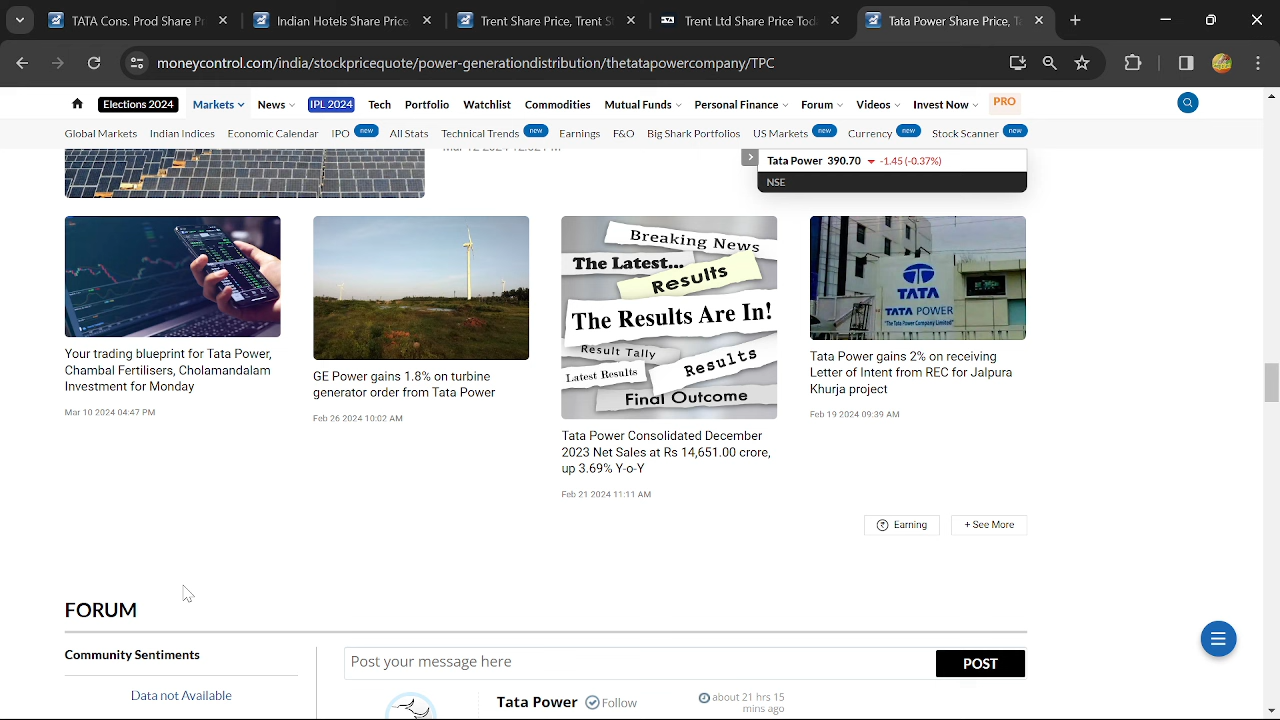 TATA Cons. Prod Share Pr
Indian Hotels Share Price,
Trent Share Price, Trent St
Trent Ltd Share Price Toda
Tata Power Share Price, Ta
moneycontrol.com/india/stockpricequote/power-generationdistribution/thetatapowercompany/TPC
Elections 2024 Markets News IPL 2024 Tech Portfolio Watchlist Commodities Mutual Funds Personal Finance Forum Videos Invest Now PRO
Global Markets Indian Indices Economic Calendar IPO new All Stats Technical Trends new Earnings F&O Big Shark Portfolios US Markets new Currency new Stock Scanner new
Tata Power 390.70 -1.45 (-0.37%)
NSE
Your trading blueprint for Tata Power,
Chambal Fertilisers, Cholamandalam
Investment for Monday
Mar 10 2024 04:47 PM
GE Power gains 1.8% on turbine
generator order from Tata Power
Feb 26 2024 10:02 AM
Breaking News
The Latest...
Results
The Results Are In!
Result Tally
Results
Latest Results
Final Outcome
Tata Power Consolidated December
2023 Net Sales at Rs 14,651.00 crore,
up 3.69% Y-o-Y
Feb 21 2024 11:11 AM
TATA
TATA POWER
"The Tata Power Company Limited"
Tata Power gains 2% on receiving
Letter of Intent from REC for Jalpura
Khurja project
Feb 19 2024 09:39 AM
Earning
+ See More
FORUM
Community Sentiments
Data not Available
Post your message here
POST
Tata Power Follow
about 21 hrs 15
mins ago